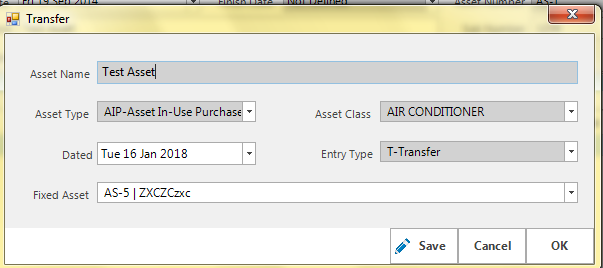 Fri 19 Sep 2014 Finish Date Not Defined Asset Number AS-1
Transfer
Asset Name Test Asset
Asset Type AIP-Asset In-Use Purchase Asset Class AIR CONDITIONER
Dated Tue 16 Jan 2018 Entry Type T-Transfer
Fixed Asset AS-5 | ZXCZCzxc
Save Cancel OK